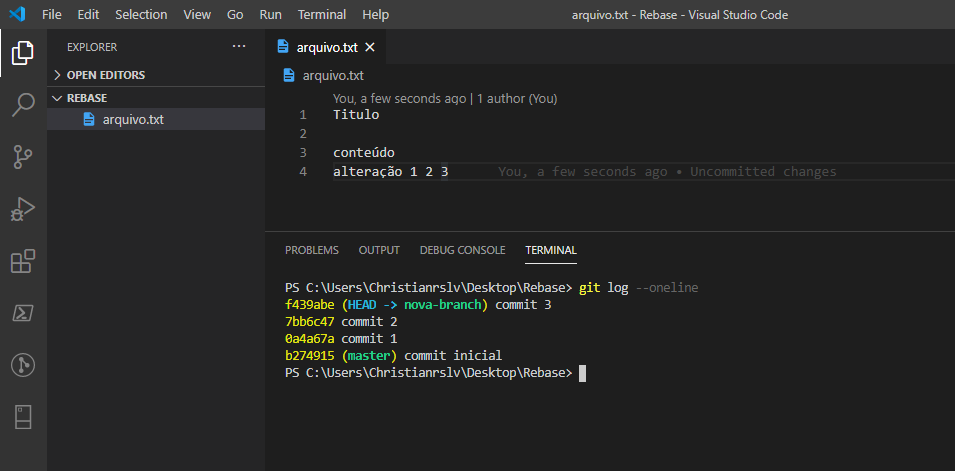 File Edit Selection View Go Run Terminal Help arquivo.txt - Rebase - Visual Studio Code
EXPLORER ···
OPEN EDITORS
REBASE
arquivo.txt
arquivo.txt
arquivo.txt
You, a few seconds ago | 1 author (You)
1 Titulo
2
3 conteúdo
4 alteração 1 2 3 You, a few seconds ago • Uncommitted changes
PROBLEMS OUTPUT DEBUG CONSOLE TERMINAL
PS C:\Users\Christianrslv\Desktop\Rebase> git log --oneline
f439abe (HEAD -> nova-branch) commit 3
7bb6c47 commit 2
0a4a67a commit 1
b274915 (master) commit inicial
PS C:\Users\Christianrslv\Desktop\Rebase>